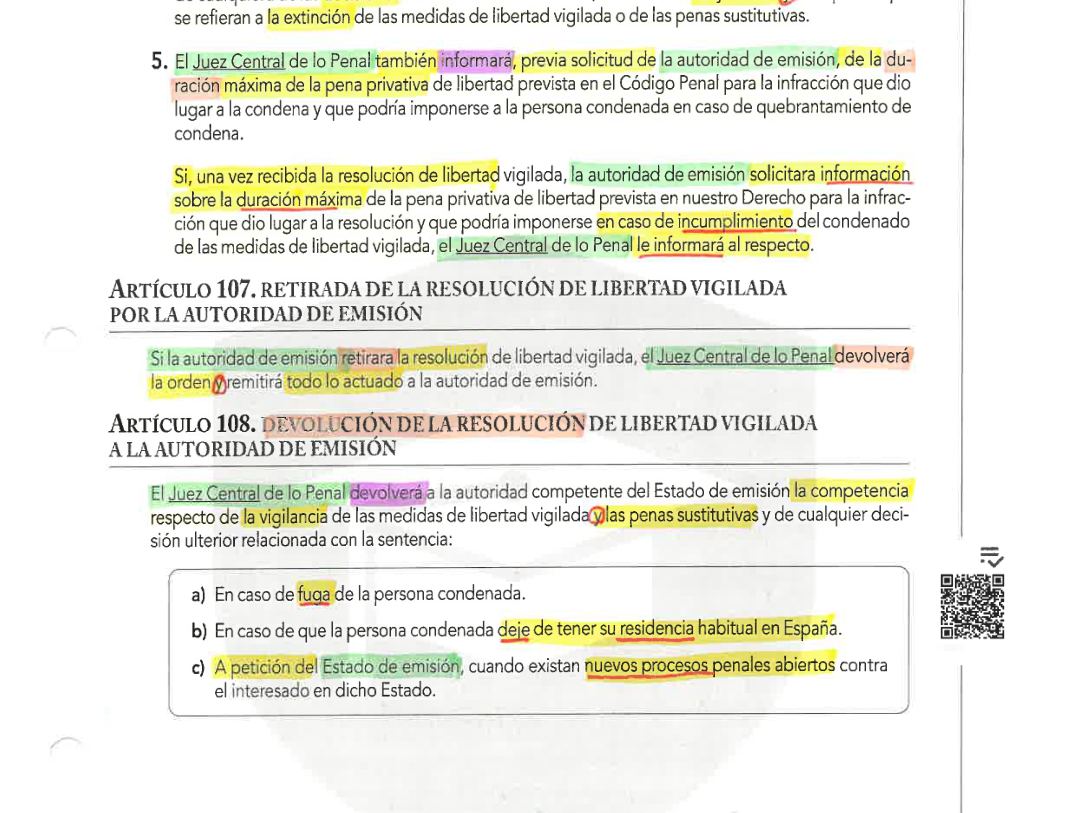 se refieran a la extinción de las medidas de libertad vigilada o de las penas sustitutivas.
5. El Juez Central de lo Penal también informará, previa solicitud de la autoridad de emisión, de la du-
ración máxima de la pena privativa de libertad prevista en el Código Penal para la infracción que dio
lugar a la condena y que podría imponerse a la persona condenada en caso de quebrantamiento de
condena.
Si, una vez recibida la resolución de libertad vigilada, la autoridad de emisión solicitara información
sobre la duración máxima de la pena privativa de libertad prevista en nuestro Derecho para la infrac-
ción que dio lugar a la resolución y que podría imponerse en caso de incumplimiento del condenado
de las medidas de libertad vigilada, el Juez Central de lo Penal le informará al respecto.
ARTÍCULO 107. RETIRADA DE LA RESOLUCIÓN DE LIBERTAD VIGILADA
POR LA AUTORIDAD DE EMISIÓN
Si la autoridad de emisión retirara la resolución de libertad vigilada, el Juez Central de lo Penal devolverá
la orden y remitirá todo lo actuado a la autoridad de emisión.
ARTÍCULO 108. DEVOLUCIÓN DE LA RESOLUCIÓN DE LIBERTAD VIGILADA
A LA AUTORIDAD DE EMISIÓN
El Juez Central de lo Penal devolverá a la autoridad competente del Estado de emisión la competencia
respecto de la vigilancia de las medidas de libertad vigilada y las penas sustitutivas y de cualquier deci-
sión ulterior relacionada con la sentencia:
a) En caso de fuga de la persona condenada.
b) En caso de que la persona condenada deje de tener su residencia habitual en España.
c) A petición del Estado de emisión, cuando existan nuevos procesos penales abiertos contra
el interesado en dicho Estado.